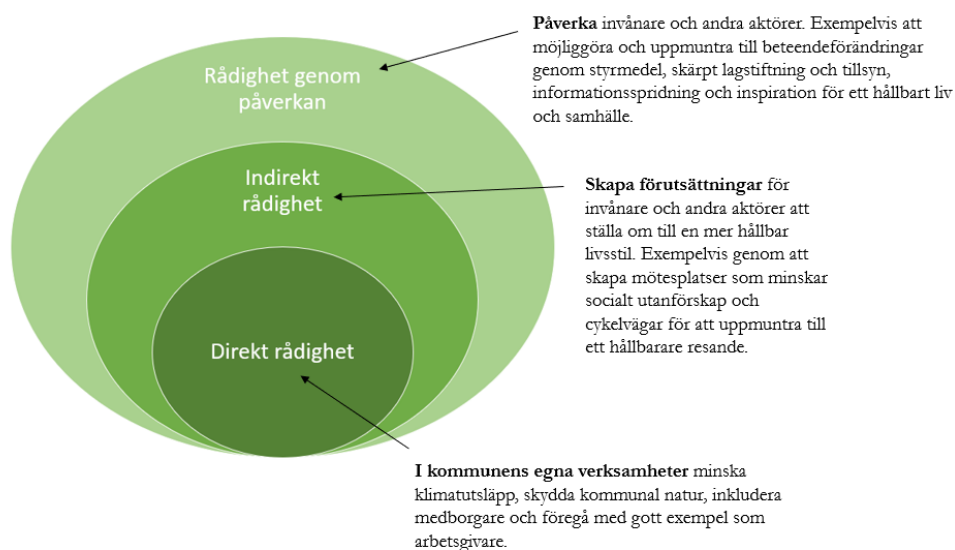 Påverka invånare och andra aktörer. Exempelvis att
möjliggöra och uppmuntra till beteendeförändringar
genom styrmedel, skärpt lagstiftning och tillsyn,
informationsspridning och inspiration för ett hållbart liv
och samhälle.
Rådighet genom
påverkan
Indirekt
rådighet
Skapa förutsättningar för
invånare och andra aktörer att
ställa om till en mer hållbar
livsstil. Exempelvis genom att
skapa mötesplatser som minskar
socialt utanförskap och
cykelvägar för att uppmuntra till
ett hållbarare resande.
Direkt rådighet
I kommunens egna verksamheter minska
klimatutsläpp, skydda kommunal natur, inkludera
medborgare och föregå med gott exempel som
arbetsgivare.